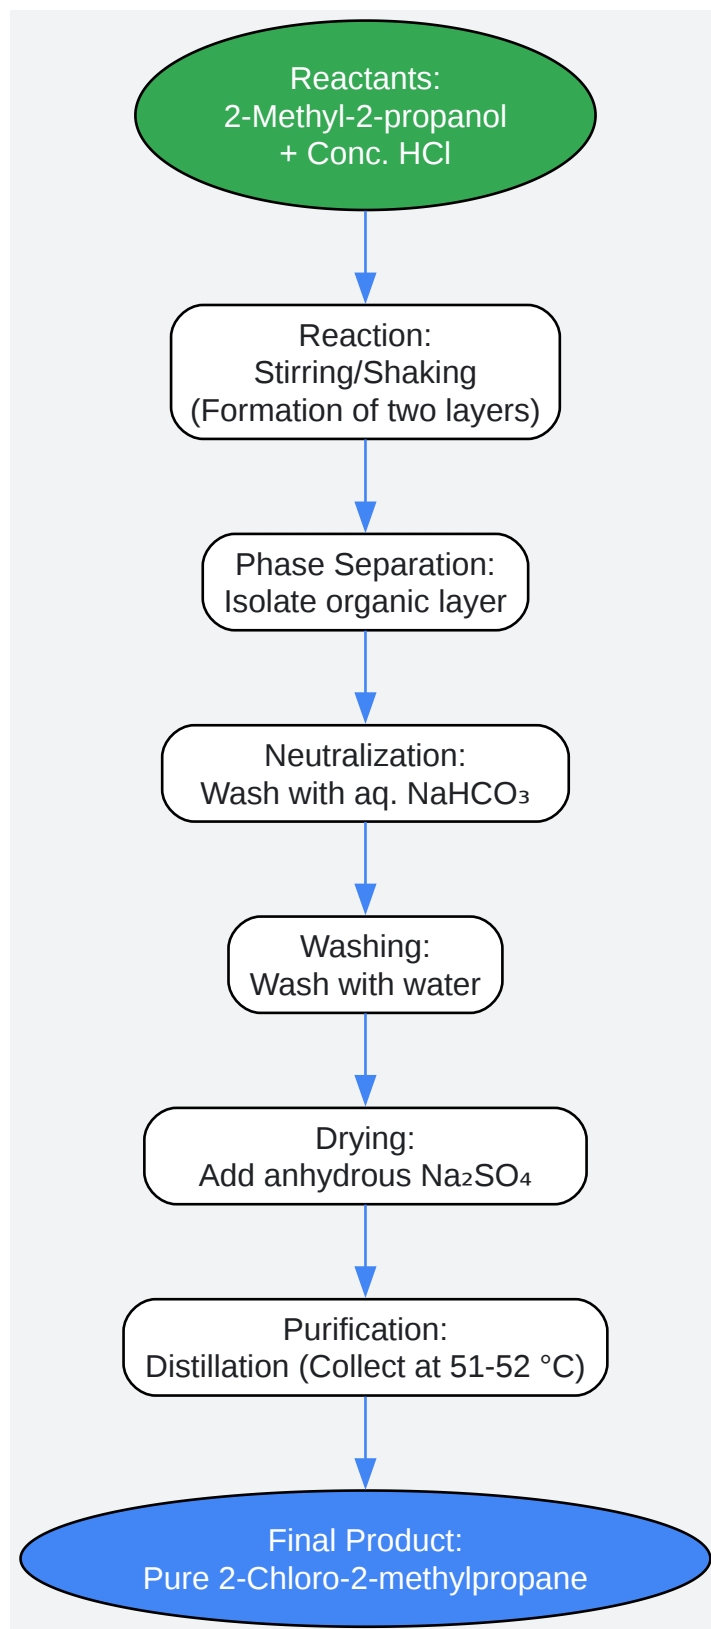 Reactants:
2-Methyl-2-propanol
+ Conc. HCl
Reaction:
Stirring/Shaking
(Formation of two layers)
Phase Separation:
Isolate organic layer
Neutralization:
Wash with aq. NaHCO₃
Washing:
Wash with water
Drying:
Add anhydrous Na₂SO₄
Purification:
Distillation (Collect at 51-52 °C)
Final Product:
Pure 2-Chloro-2-methylpropane